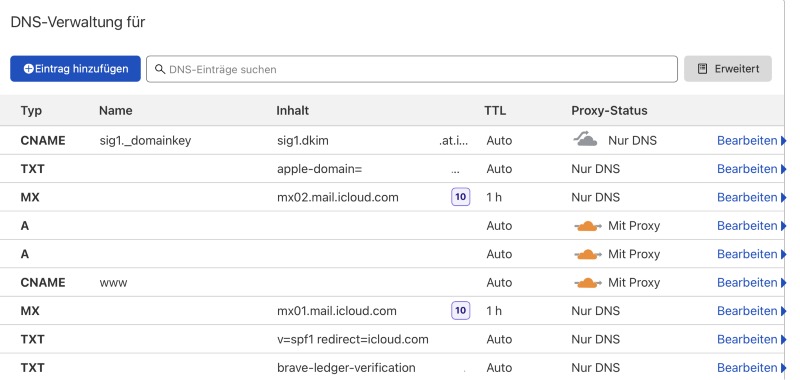 DNS-Verwaltung für
Eintrag hinzufügen DNS-Einträge suchen Erweitert
Typ Name Inhalt TTL Proxy-Status
CNAME sig1._domainkey sig1.dkim .at.i... Auto Nur DNS Bearbeiten
TXT apple-domain= ... Auto Nur DNS Bearbeiten
MX mx02.mail.icloud.com 10 1 h Nur DNS Bearbeiten
A Auto Mit Proxy Bearbeiten
A Auto Mit Proxy Bearbeiten
CNAME www Auto Mit Proxy Bearbeiten
MX mx01.mail.icloud.com 10 1 h Nur DNS Bearbeiten
TXT v=spf1 redirect=icloud.com Auto Nur DNS Bearbeiten
TXT brave-ledger-verification Auto Nur DNS Bearbeiten